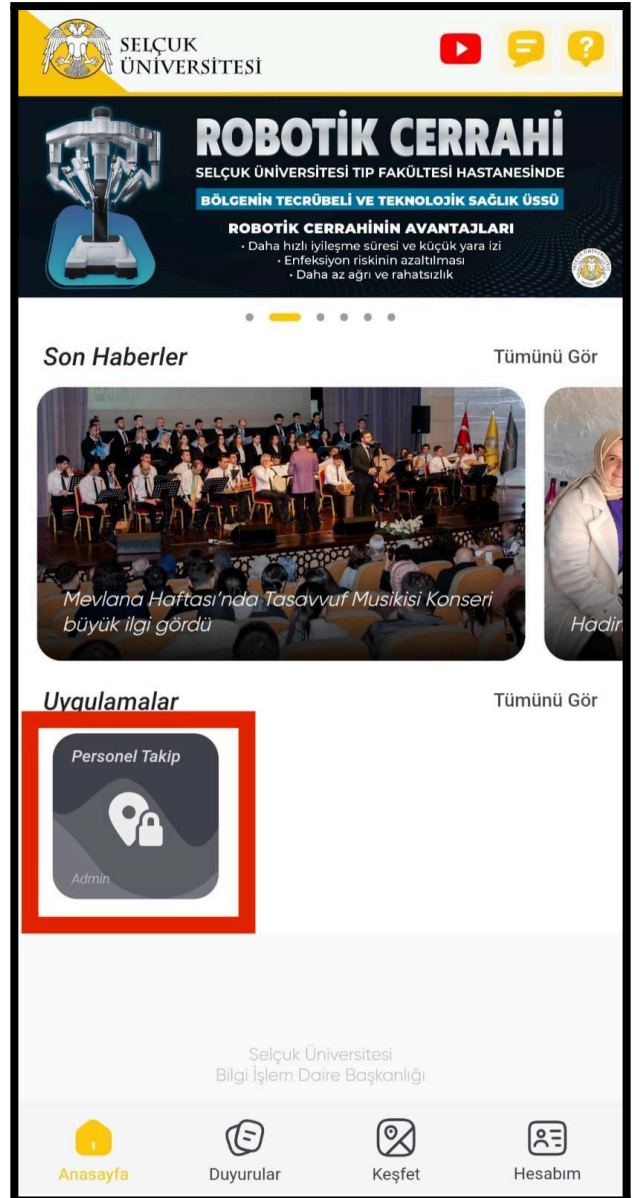 SELÇUK
ÜNİVERSİTESİ
ROBOTİK CERRAHİ
SELÇUK ÜNİVERSİTESİ TIP FAKÜLTESİ HASTANESİNDE
BÖLGENİN TECRÜBELİ VE TEKNOLOJİK SAĞLIK ÜSSÜ
ROBOTİK CERRAHİNİN AVANTAJLARI
• Daha hızlı iyileşme süresi ve küçük yara izi
• Enfeksiyon riskinin azaltılması
• Daha az ağrı ve rahatsızlık
Son Haberler
Tümünü Gör
Mevlana Haftası'nda Tasavvuf Musikisi Konseri
büyük ilgi gördü
Hadim
Uygulamalar
Tümünü Gör
Personel Takip
Admin
Selçuk Üniversitesi
Bilgi İşlem Daire Başkanlığı
Anasayfa
Duyurular
Keşfet
Hesabım